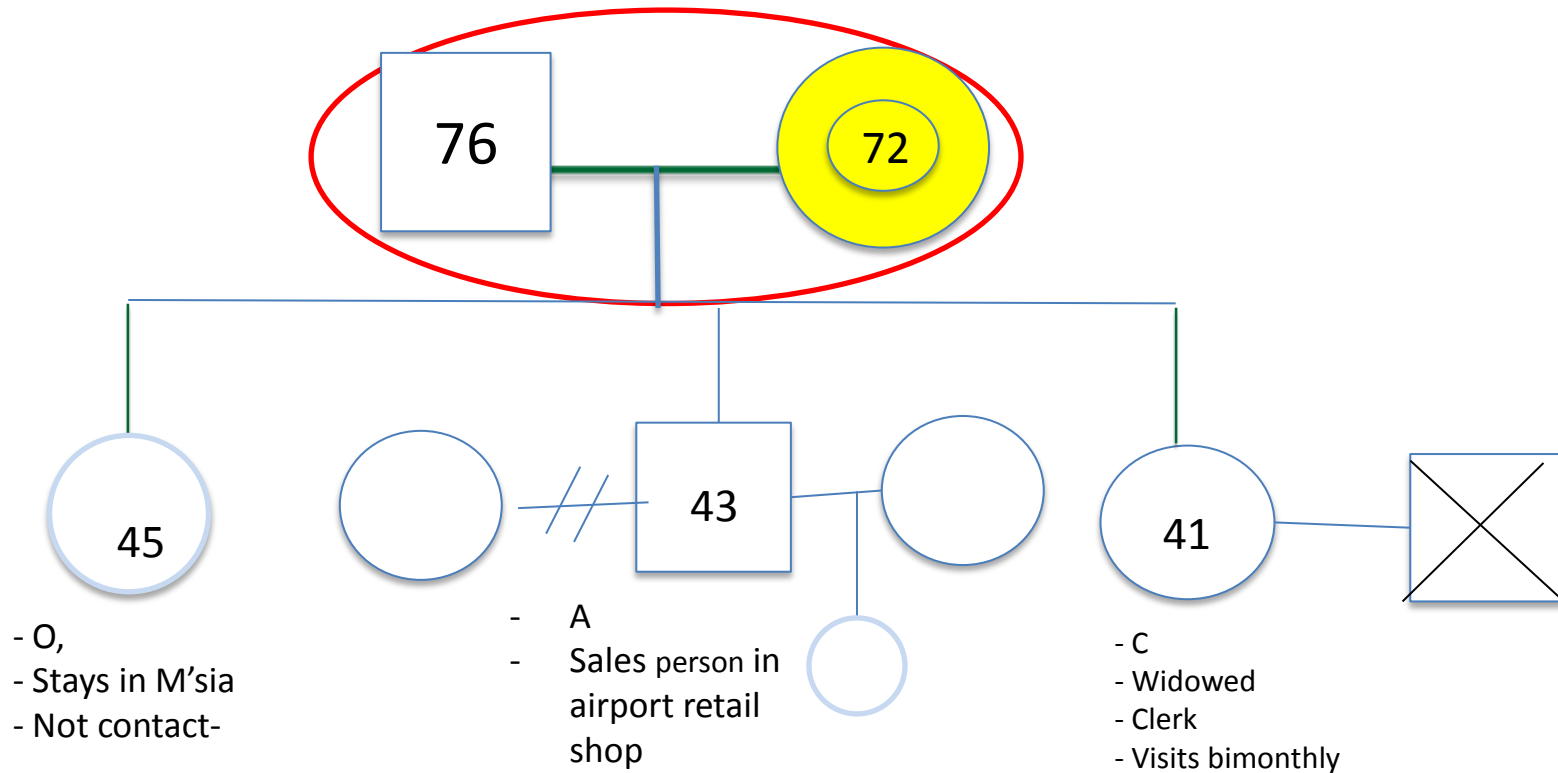 76
72
45
43
41
- O,
- Stays in M’sia
- Not contact-
- A
- Sales person in
airport retail
shop
- C
- Widowed
- Clerk
- Visits bimonthly